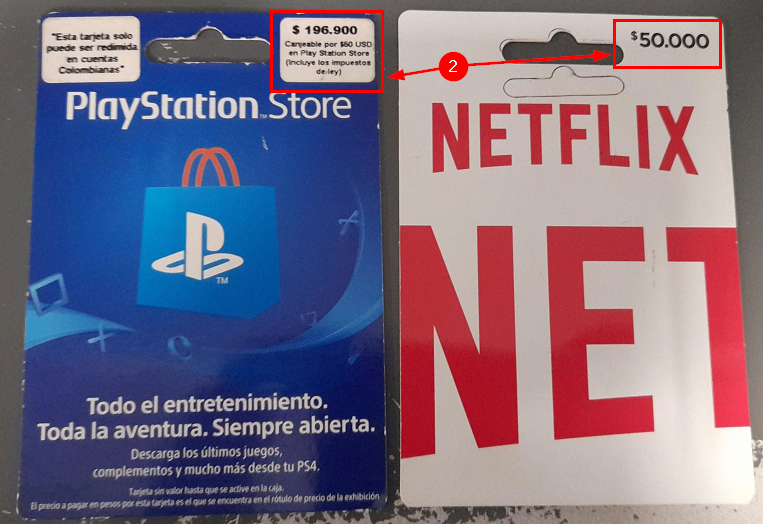 "Esta tarjeta solo
puede ser redimida
en cuentas
Colombianas"
$ 196.900
Canjeable por $60 USD
en Play Station Store
(Incluye los impuestos
de ley)
PlayStation™Store
TM
Todo el entretenimiento.
Toda la aventura. Siempre abierta.
Descarga los últimos juegos,
complementos y mucho más desde tu PS4.
Tarjeta sin valor hasta que se active en la caja.
El precio a pagar en pesos por esta tarjeta es el que se encuentra en el rótulo de precio de la exhibición
2
$50.000
NETFLIX
NET